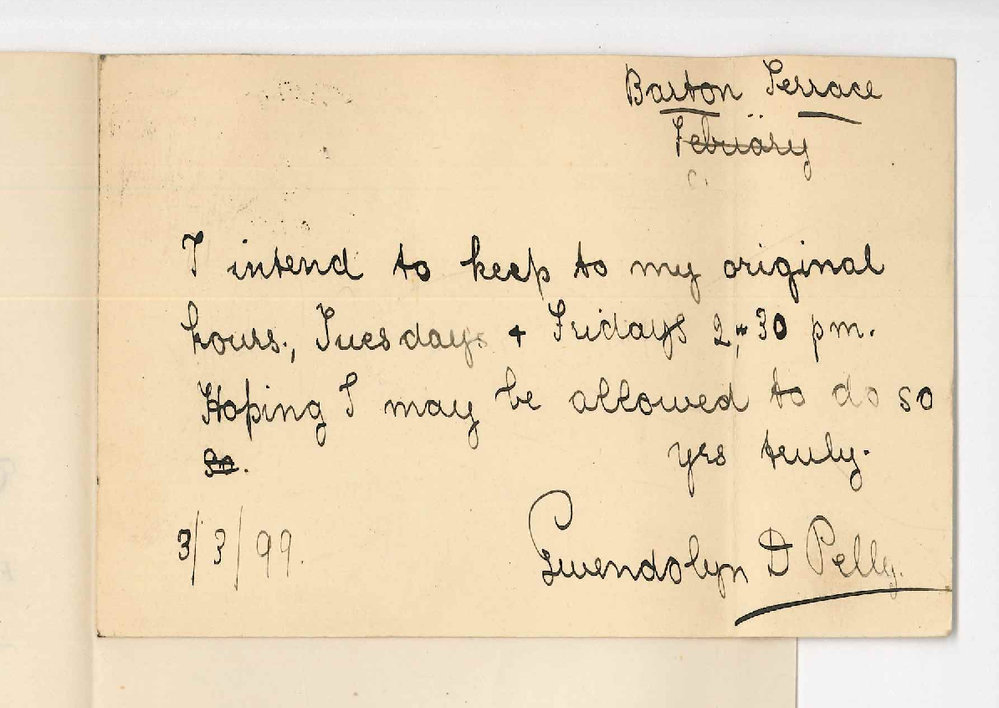 Barton Terrace
February
I intend to keep to my original
hours., Tuesdays + Fridays 2.30 pm.
Hoping I may be allowed to do so
so.
yrs truly.
3/3/99.
Gwendolyn D Pelly.